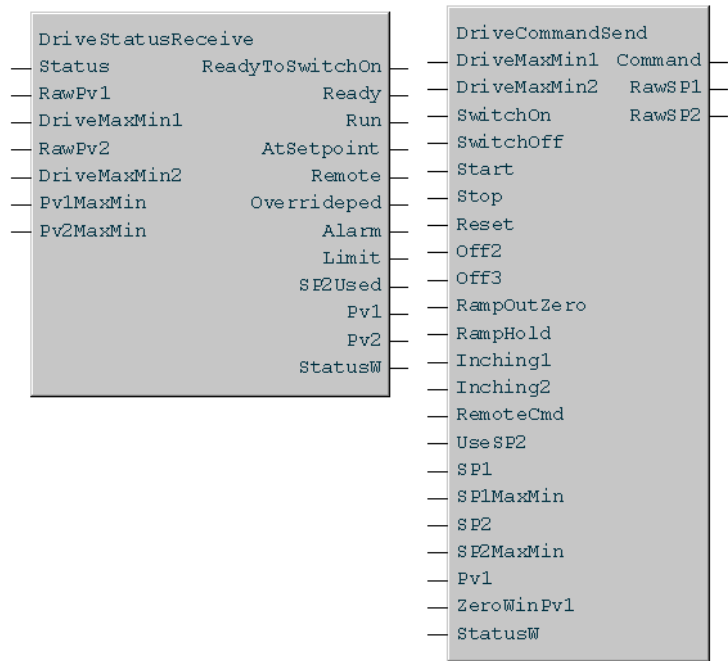 DriveStatusReceive
Status ReadyToSwitchOn
RawPv1 Ready
DriveMaxMin1 Run
RawPv2 AtSetpoint
DriveMaxMin2 Remote
Pv1MaxMin Overrideped
Pv2MaxMin Alarm
Limit
SP2Used
Pv1
Pv2
StatusW
DriveCommandSend
DriveMaxMin1 Command
DriveMaxMin2 RawSP1
SwitchOn RawSP2
SwitchOff
Start
Stop
Reset
Off2
Off3
RampOutZero
RampHold
Inching1
Inching2
RemoteCmd
UseSP2
SP1
SP1MaxMin
SP2
SP2MaxMin
Pv1
ZeroWinPv1
StatusW